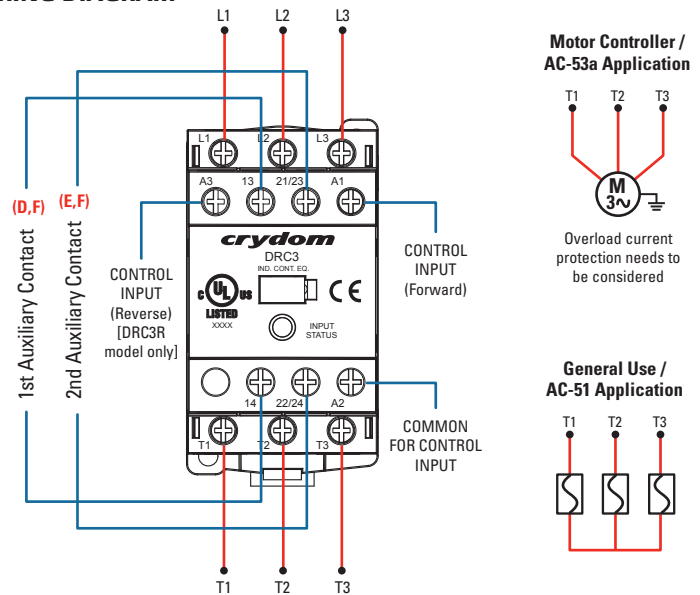 L1 L2 L3
L1 L2 L3
A3 13 21/23 A1
(D,F) (E,F)
1st Auxiliary Contact
2nd Auxiliary Contact
crydom
DRC3
IND. CONT. EQ.
C UL US
LISTED
XXXX
CE
INPUT
STATUS
CONTROL
INPUT
(Reverse)
[DRC3R
model only]
CONTROL
INPUT
(Forward)
14 22/24 A2
T1 T2 T3
COMMON
FOR CONTROL
INPUT
T1 T2 T3
Motor Controller /
AC-53a Application
T1 T2 T3
M
3~
Overload current
protection needs to
be considered
General Use /
AC-51 Application
T1 T2 T3